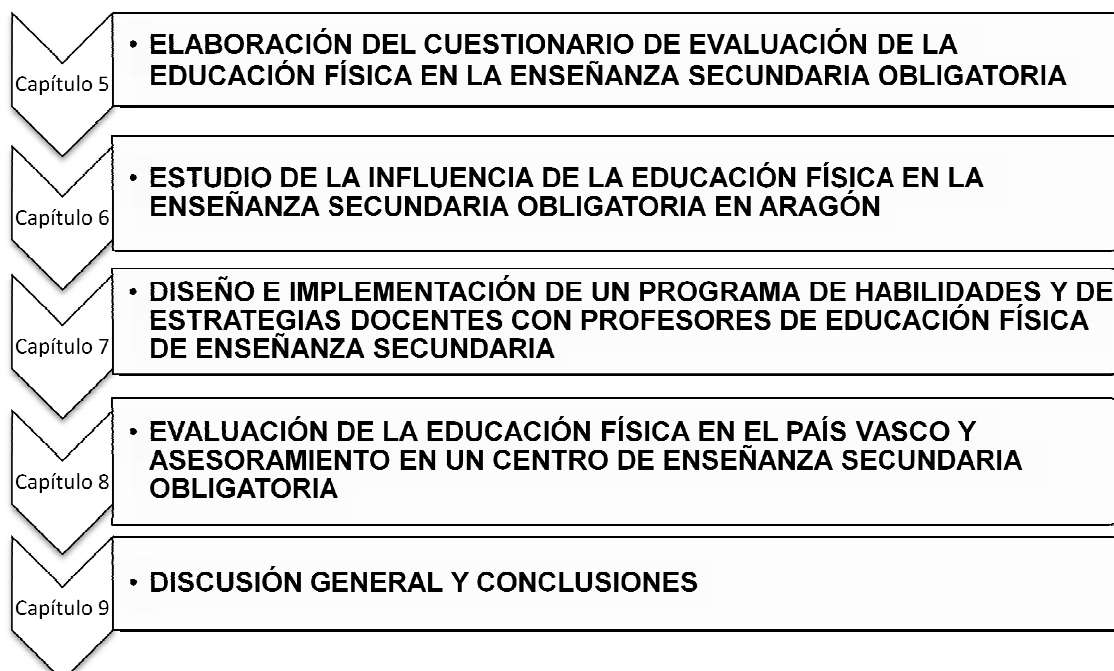 Capítulo 5
• ELABORACIÓN DEL CUESTIONARIO DE EVALUACIÓN DE LA
EDUCACIÓN FÍSICA EN LA ENSEÑANZA SECUNDARIA OBLIGATORIA
Capítulo 6
• ESTUDIO DE LA INFLUENCIA DE LA EDUCACIÓN FÍSICA EN LA
ENSEÑANZA SECUNDARIA OBLIGATORIA EN ARAGÓN
Capítulo 7
• DISEÑO E IMPLEMENTACIÓN DE UN PROGRAMA DE HABILIDADES Y DE
ESTRATEGIAS DOCENTES CON PROFESORES DE EDUCACIÓN FÍSICA
DE ENSEÑANZA SECUNDARIA
Capítulo 8
• EVALUACIÓN DE LA EDUCACIÓN FÍSICA EN EL PAÍS VASCO Y
ASESORAMIENTO EN UN CENTRO DE ENSEÑANZA SECUNDARIA
OBLIGATORIA
Capítulo 9
• DISCUSIÓN GENERAL Y CONCLUSIONES